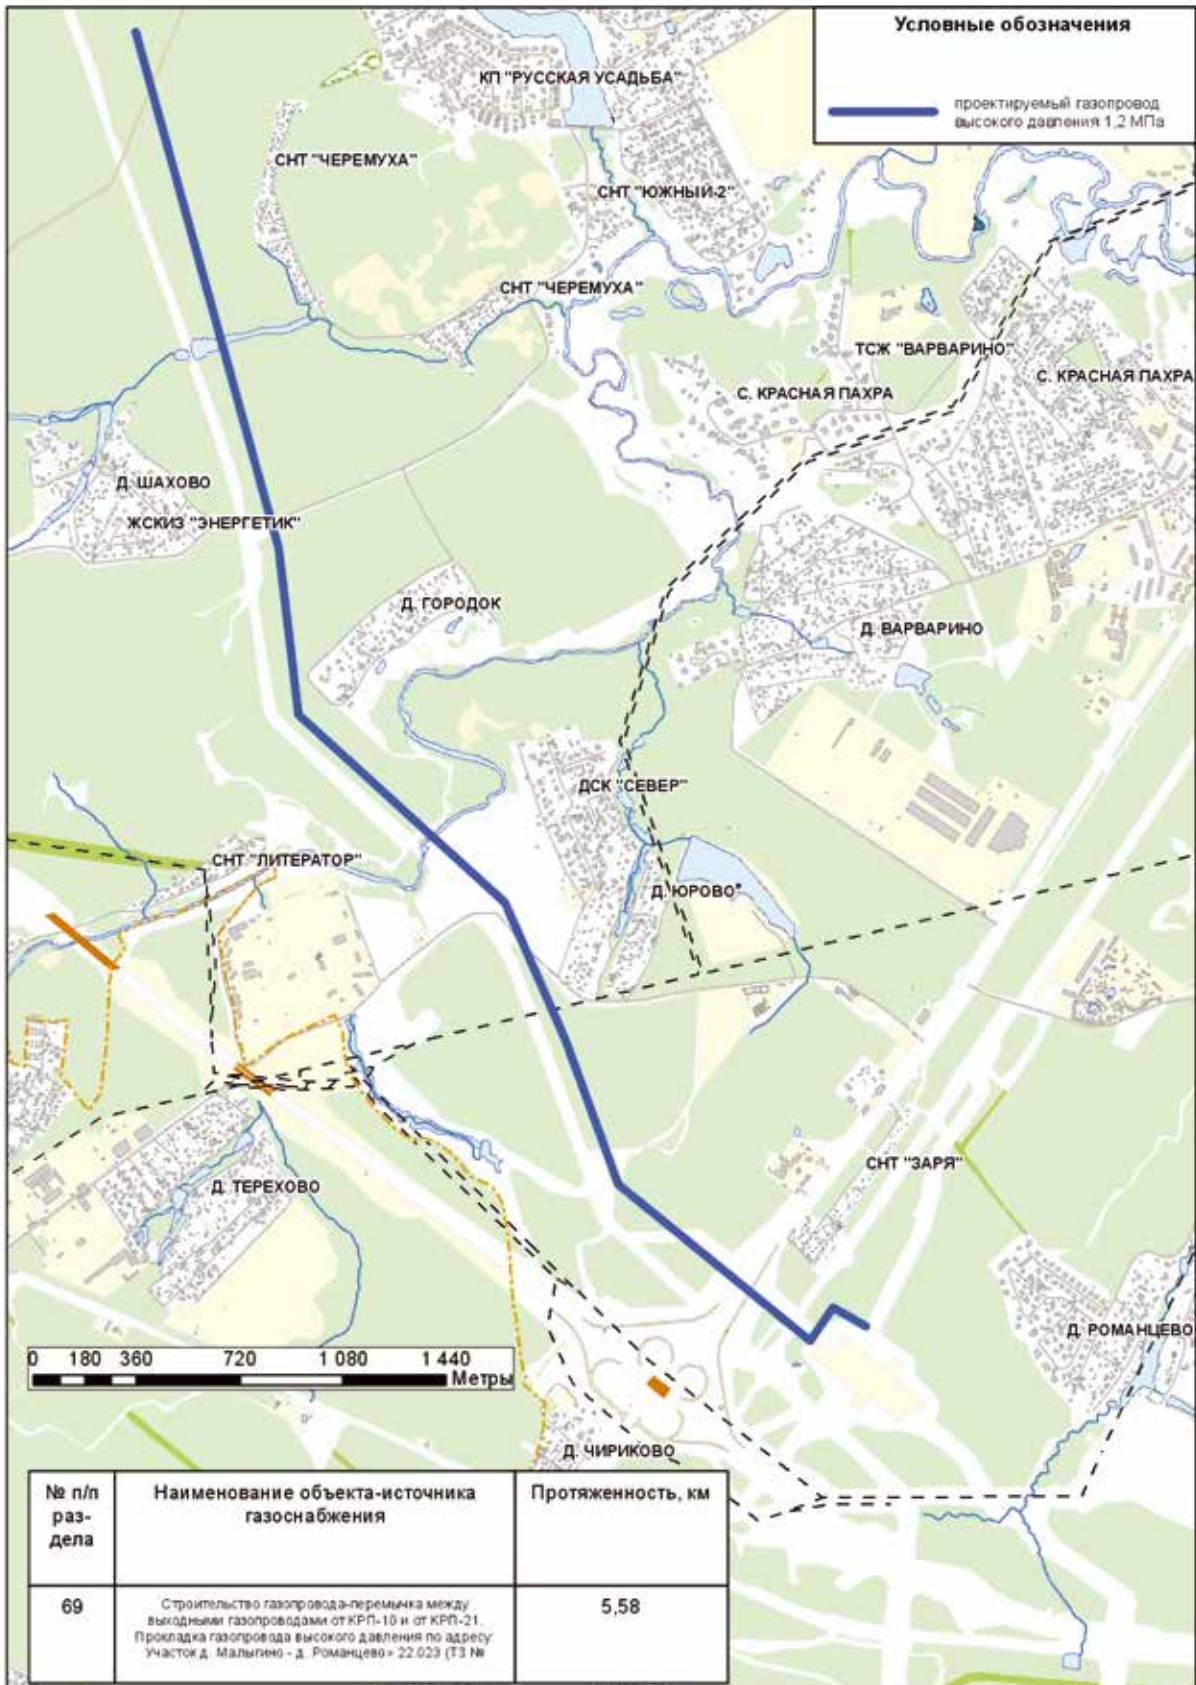 Условные обозначения
проектируемый газопровод
высокого давления 1,2 МПа
КП "РУССКАЯ УСАДЬБА"
СНТ "ЧЕРЕМУХА"
СНТ "ЮЖНЫЙ-2"
СНТ "ЧЕРЕМУХА"
ТСЖ "ВАРВАРИНО"
С. КРАСНАЯ ПАХРА
С. КРАСНАЯ ПАХРА
Д. ШАХОВО
ЖСКИЗ "ЭНЕРГЕТИК"
Д. ГОРОДОК
Д. ВАРВАРИНО
ДСК "СЕВЕР"
СНТ "ЛИТЕРАТОР"
Д. ЮРОВО
СНТ "ЗАРЯ"
Д. ТЕРЕХОВО
Д. РОМАНЦЕВО
0 180 360 720 1 080 1 440
Метры
Д. ЧИРИКОВО
№ п/п
раз-
дела
Наименование объекта-источника
газоснабжения
Протяженность, км
69
Строительство газопровода-перемычка между
выходными газопроводами от КРП-10 и от КРП-21.
Прокладка газопровода высокого давления по адресу:
Участок д. Малыгино - д. Романцево» 22.023 (ТЗ №
5,58